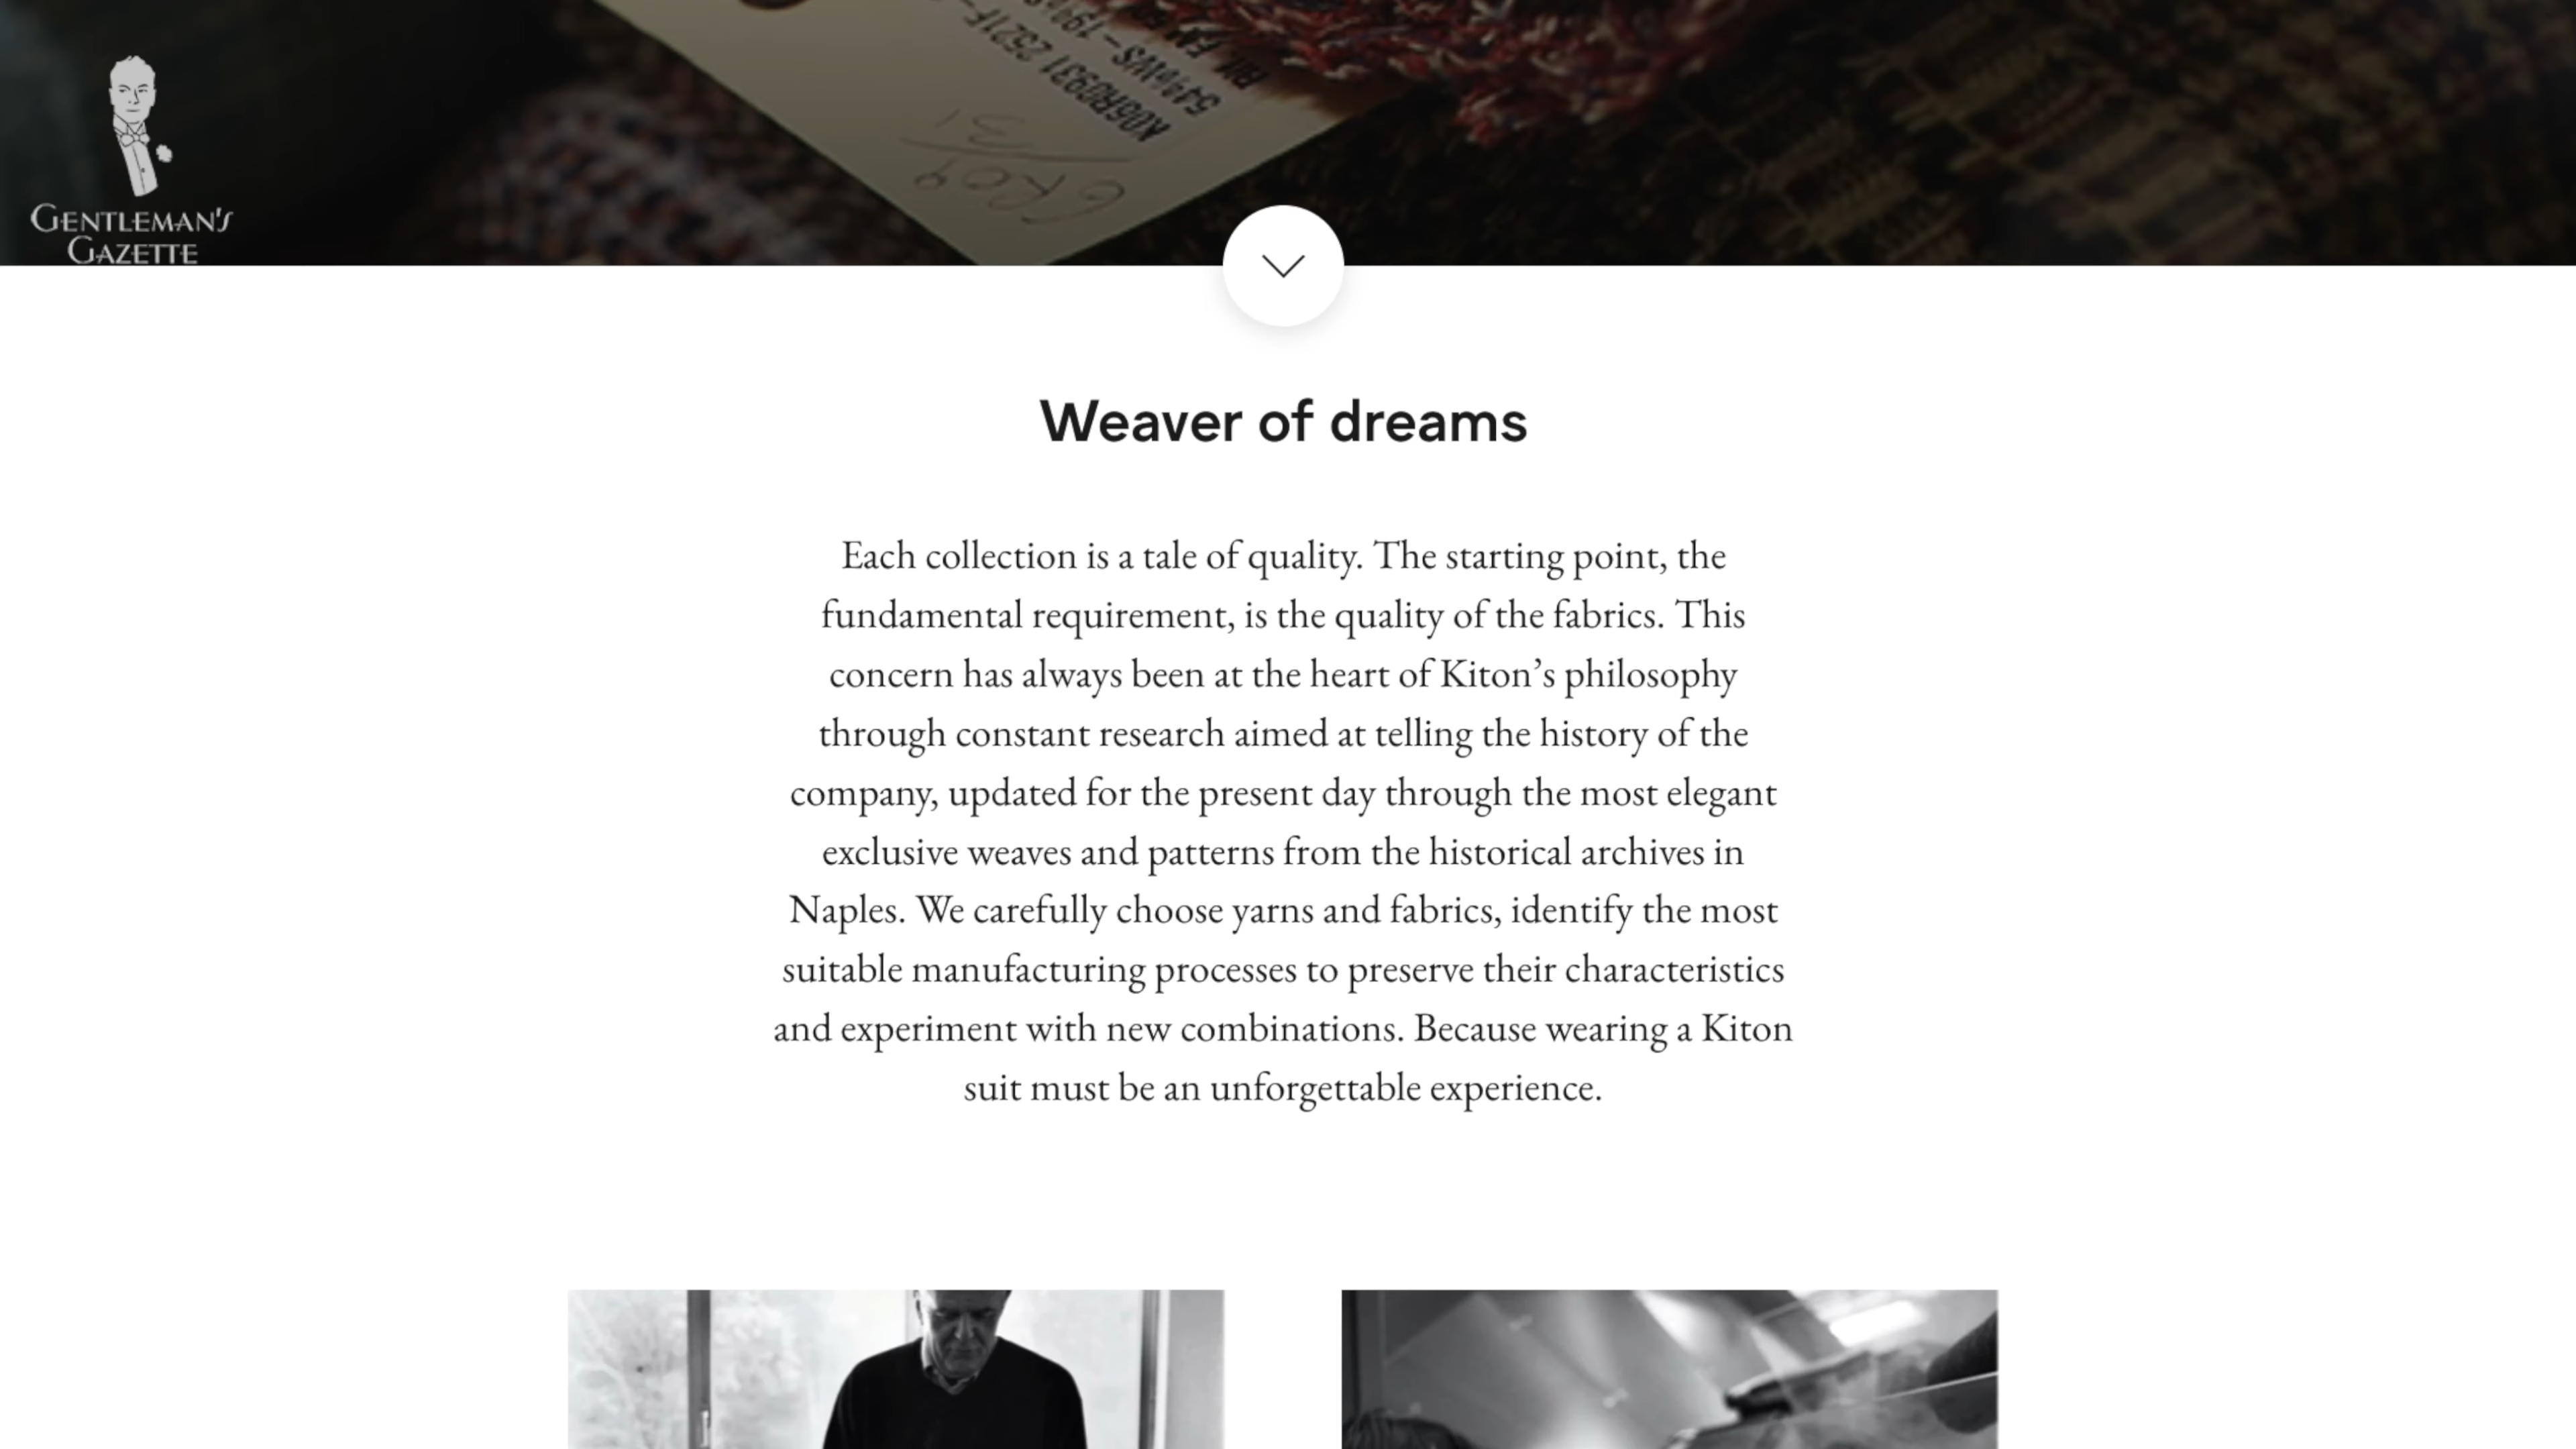 GENTLEMAN'S
GAZETTE
K06R0931 2521F-
Weaver of dreams
Each collection is a tale of quality. The starting point, the
fundamental requirement, is the quality of the fabrics. This
concern has always been at the heart of Kiton’s philosophy
through constant research aimed at telling the history of the
company, updated for the present day through the most elegant
exclusive weaves and patterns from the historical archives in
Naples. We carefully choose yarns and fabrics, identify the most
suitable manufacturing processes to preserve their characteristics
and experiment with new combinations. Because wearing a Kiton
suit must be an unforgettable experience.